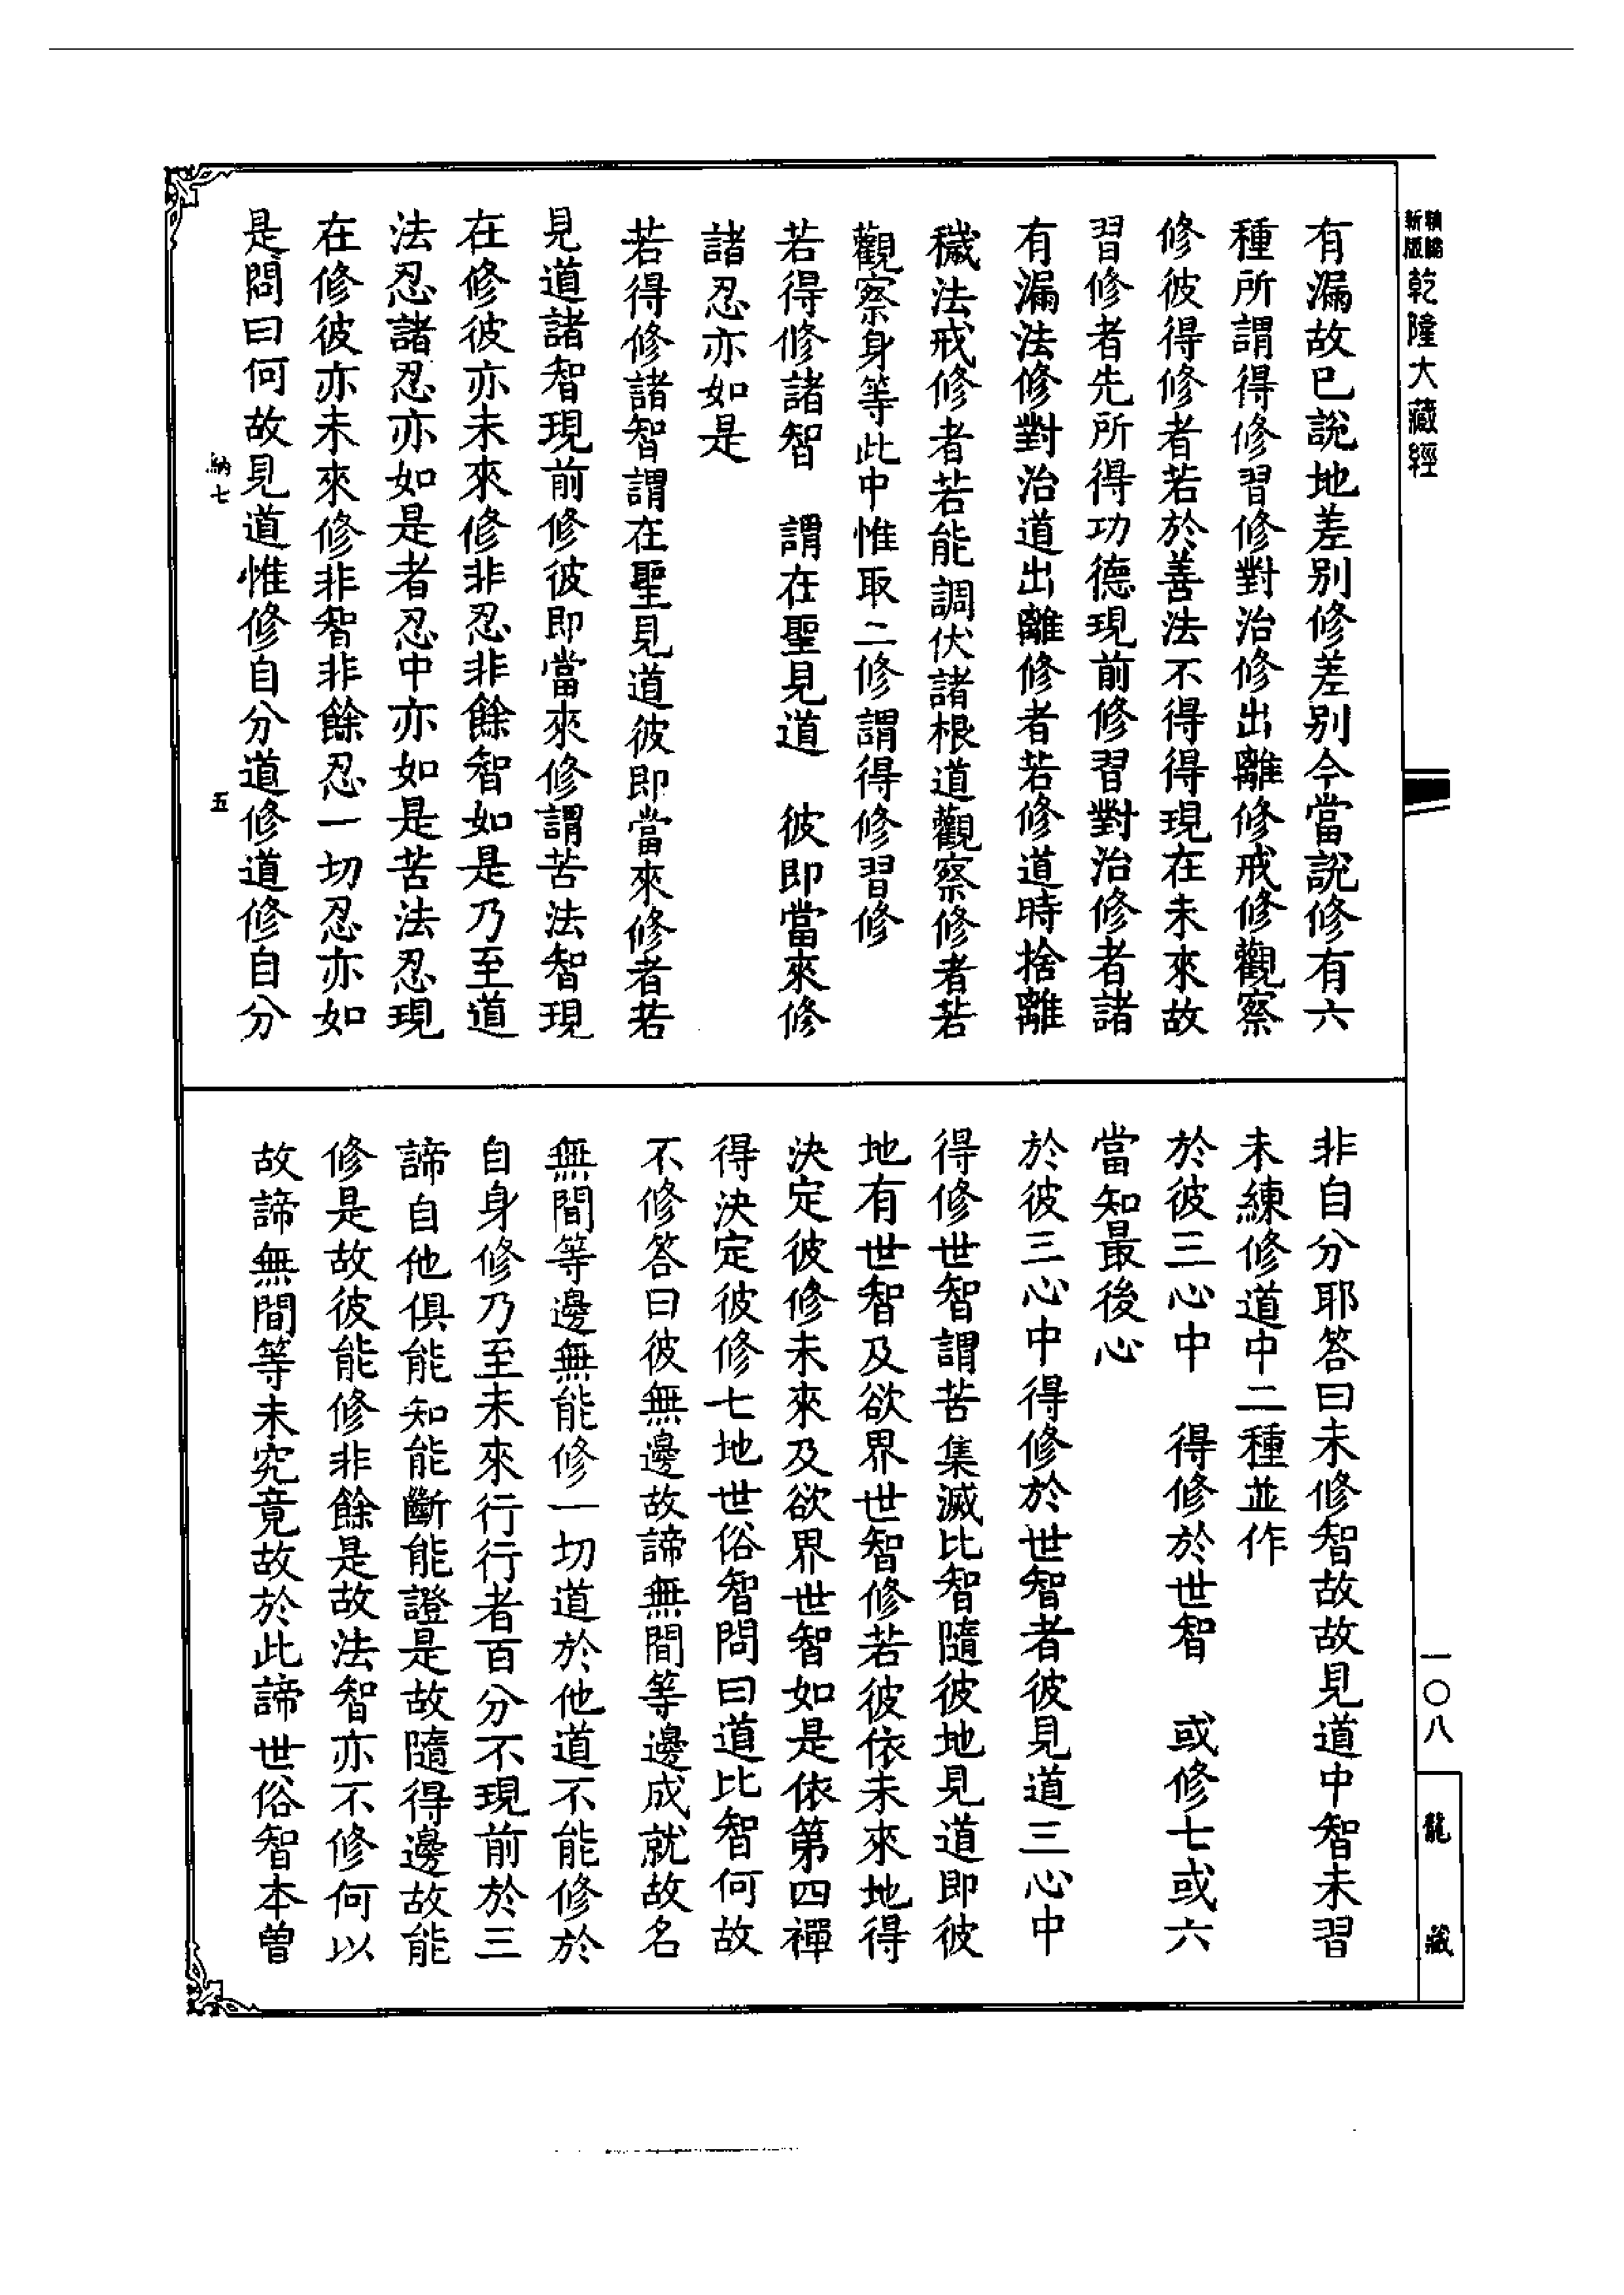 精縮
新版
乾隆大藏經
有漏故已說地差别修差别今當說修有六
種所謂得修習修對治修出離修戒修觀察
修彼得修者若於善法不得得現在未來故
習修者先所得功德現前修習對治修者諸
有漏法修對治道出離修者若修道時捨離
穢法戒修者若能調伏諸根道觀察修者若
觀察身等此中惟取二修謂得修習修
若得修諸智　謂在聖見道　彼即當來修
諸忍亦如是
若得修諸智謂在聖見道彼即當來修者若
見道諸智現前修彼即當來修謂苦法智現
在修彼亦未來修非忍非餘智如是乃至道
法忍諸忍亦如是者忍中亦如是苦法忍現
在修彼亦未來修非智非餘忍一切忍亦如
是問曰何故見道惟修自分道修道修自分
納七　五
非自分耶答曰未修智故故見道中智未習
未練修道中二種並作
於彼三心中　得修於世智　或修七或六
當知最後心
於彼三心中得修於世智者彼見道三心中
得修世智謂苦集滅比智隨彼地見道即彼
地有世智及欲界世智修若彼依未來地得
決定彼修未來及欲界世智如是依第四禪
得決定彼修七地世俗智問曰道比智何故
不修答曰彼無邊故諦無間等邊成就故名
無間等邊無能修一切道於他道不能修於
自身修乃至未來行行者百分不現前於三
諦自他俱能知能斷能證是故隨得邊故能
修是故彼能修非餘是故法智亦不修何以
故諦無間等未究竟故於此諦世俗智本曾
一〇八
龍藏